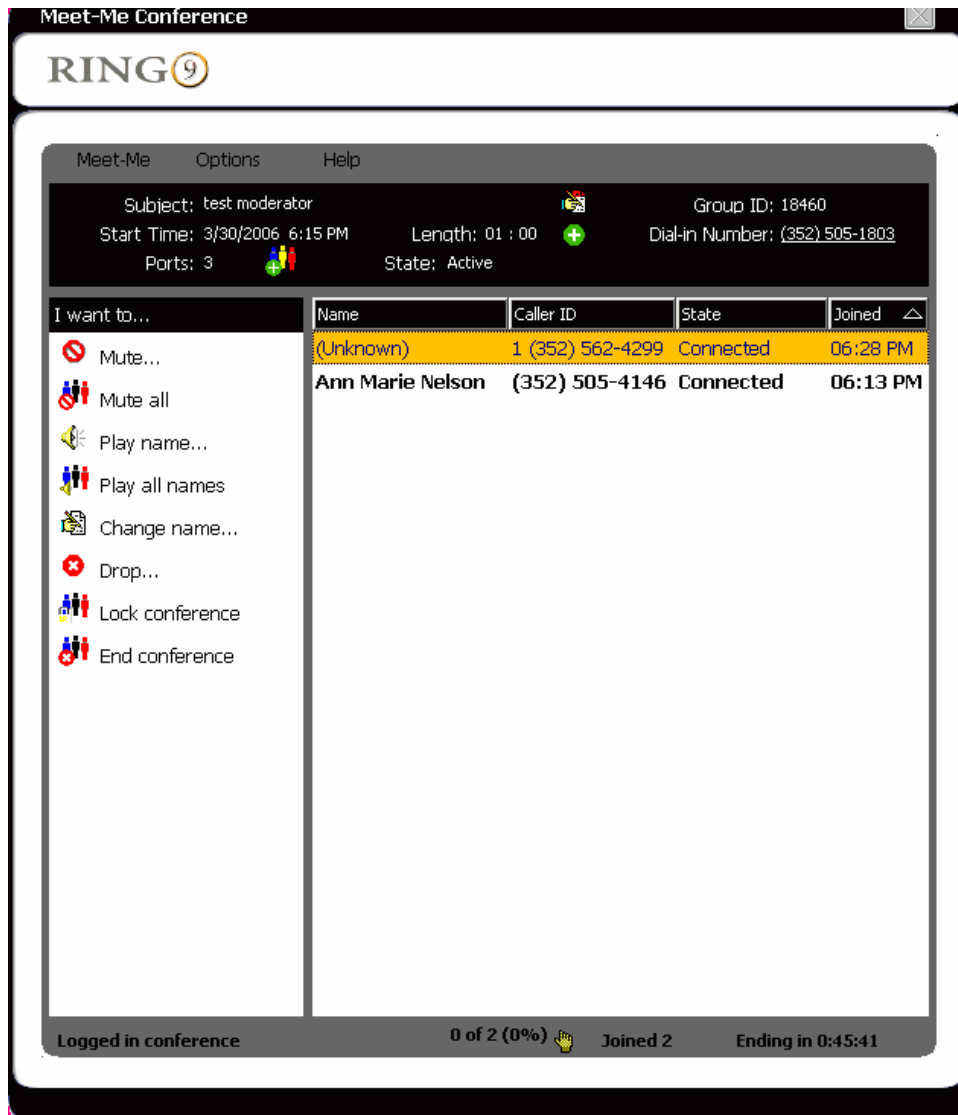 Meet-Me Conference
RING9
Meet-Me Options Help
Subject: test moderator Group ID: 18460
Start Time: 3/30/2006 6:15 PM Length: 01 : 00 Dial-in Number: (352) 505-1803
Ports: 3 State: Active
I want to... Name Caller ID State Joined
(Unknown) 1 (352) 562-4299 Connected 06:28 PM
Ann Marie Nelson (352) 505-4146 Connected 06:13 PM
Mute...
Mute all
Play name...
Play all names
Change name...
Drop...
Lock conference
End conference
Logged in conference 0 of 2 (0%) Joined 2 Ending in 0:45:41